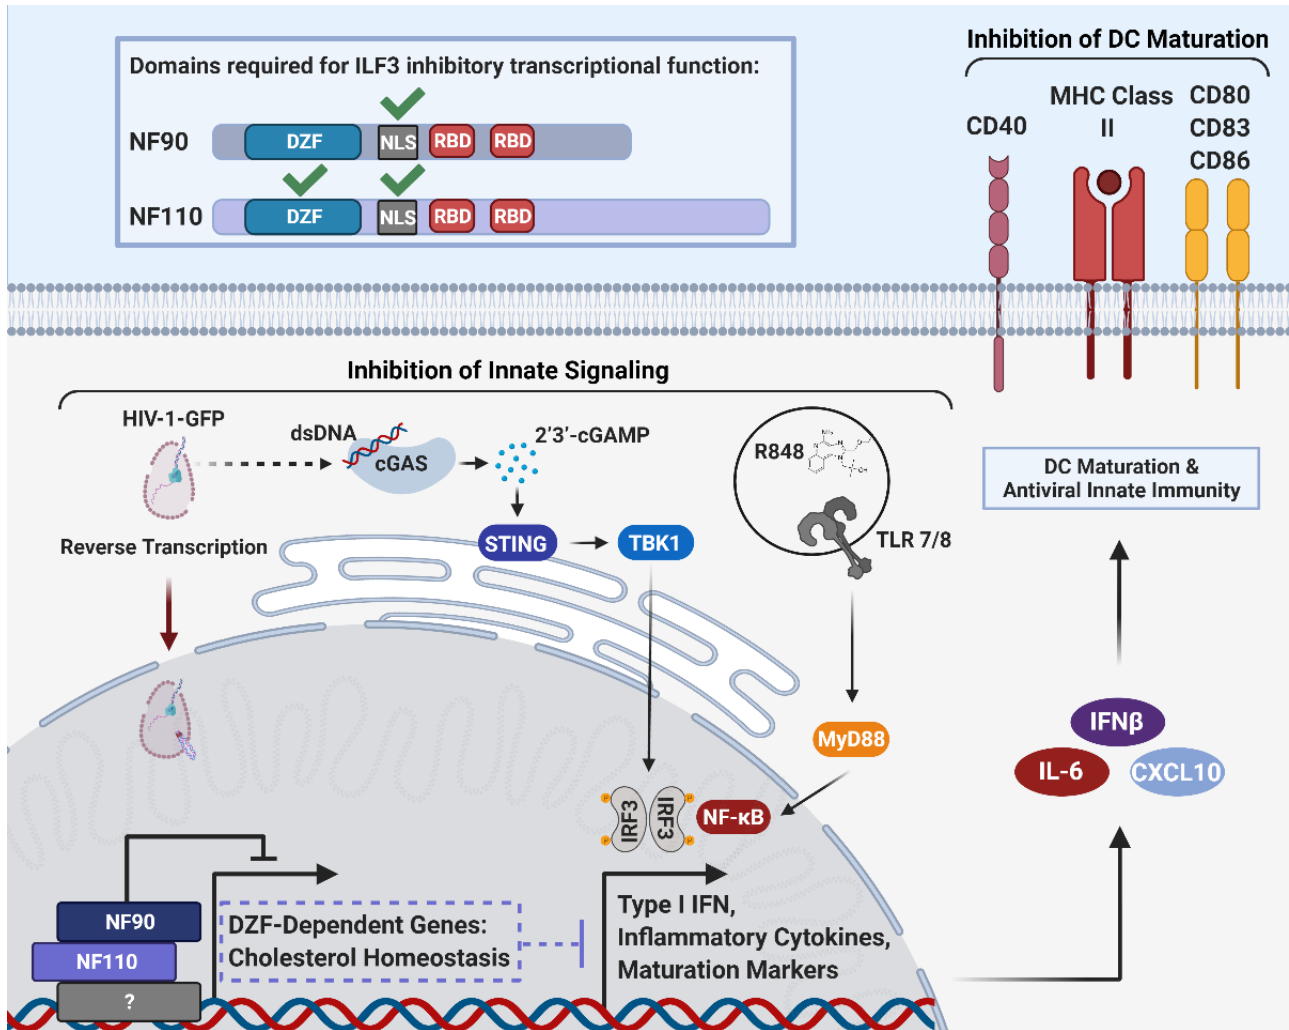 Domains required for ILF3 inhibitory transcriptional function:
NF90
DZF
NLS
RBD
RBD
NF110
DZF
NLS
RBD
RBD
Inhibition of DC Maturation
CD40
MHC Class
II
CD80
CD83
CD86
Inhibition of Innate Signaling
HIV-1-GFP
dsDNA
cGAS
2'3'-cGAMP
Reverse Transcription
STING
TBK1
R848
TLR 7/8
DC Maturation &
Antiviral Innate Immunity
MyD88
IFNβ
IL-6
CXCL10
P
P
IRF3
IRF3
P
P
NF-κB
NF90
NF110
?
DZF-Dependent Genes:
Cholesterol Homeostasis
Type I IFN,
Inflammatory Cytokines,
Maturation Markers